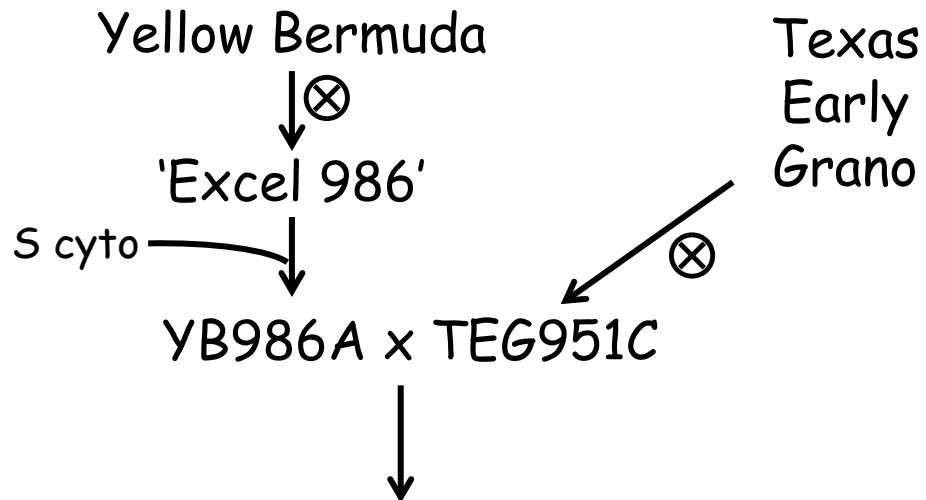 Yellow Bermuda
Texas
Early
Grano
'Excel 986'
S cyto
YB986A x TEG951C